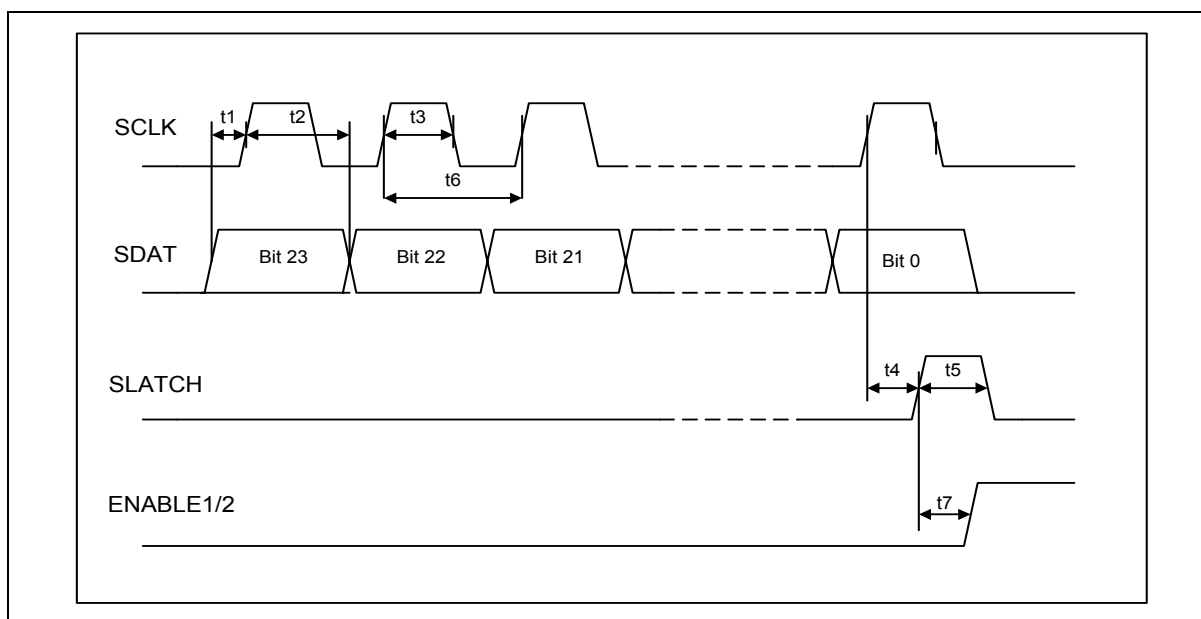 t1
t2
t3
SCLK
t6
SDAT
Bit 23
Bit 22
Bit 21
Bit 0
SLATCH
t4
t5
ENABLE1/2
t7